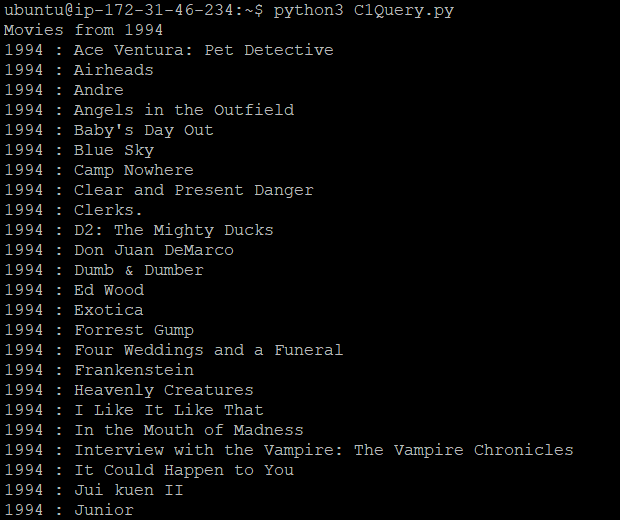 ubuntu@ip-172-31-46-234:~$ python3 C1Query.py
Movies from 1994
1994 : Ace Ventura: Pet Detective
1994 : Airheads
1994 : Andre
1994 : Angels in the Outfield
1994 : Baby's Day Out
1994 : Blue Sky
1994 : Camp Nowhere
1994 : Clear and Present Danger
1994 : Clerks.
1994 : D2: The Mighty Ducks
1994 : Don Juan DeMarco
1994 : Dumb & Dumber
1994 : Ed Wood
1994 : Exotica
1994 : Forrest Gump
1994 : Four Weddings and a Funeral
1994 : Frankenstein
1994 : Heavenly Creatures
1994 : I Like It Like That
1994 : In the Mouth of Madness
1994 : Interview with the Vampire: The Vampire Chronicles
1994 : It Could Happen to You
1994 : Jui kuen II
1994 : Junior